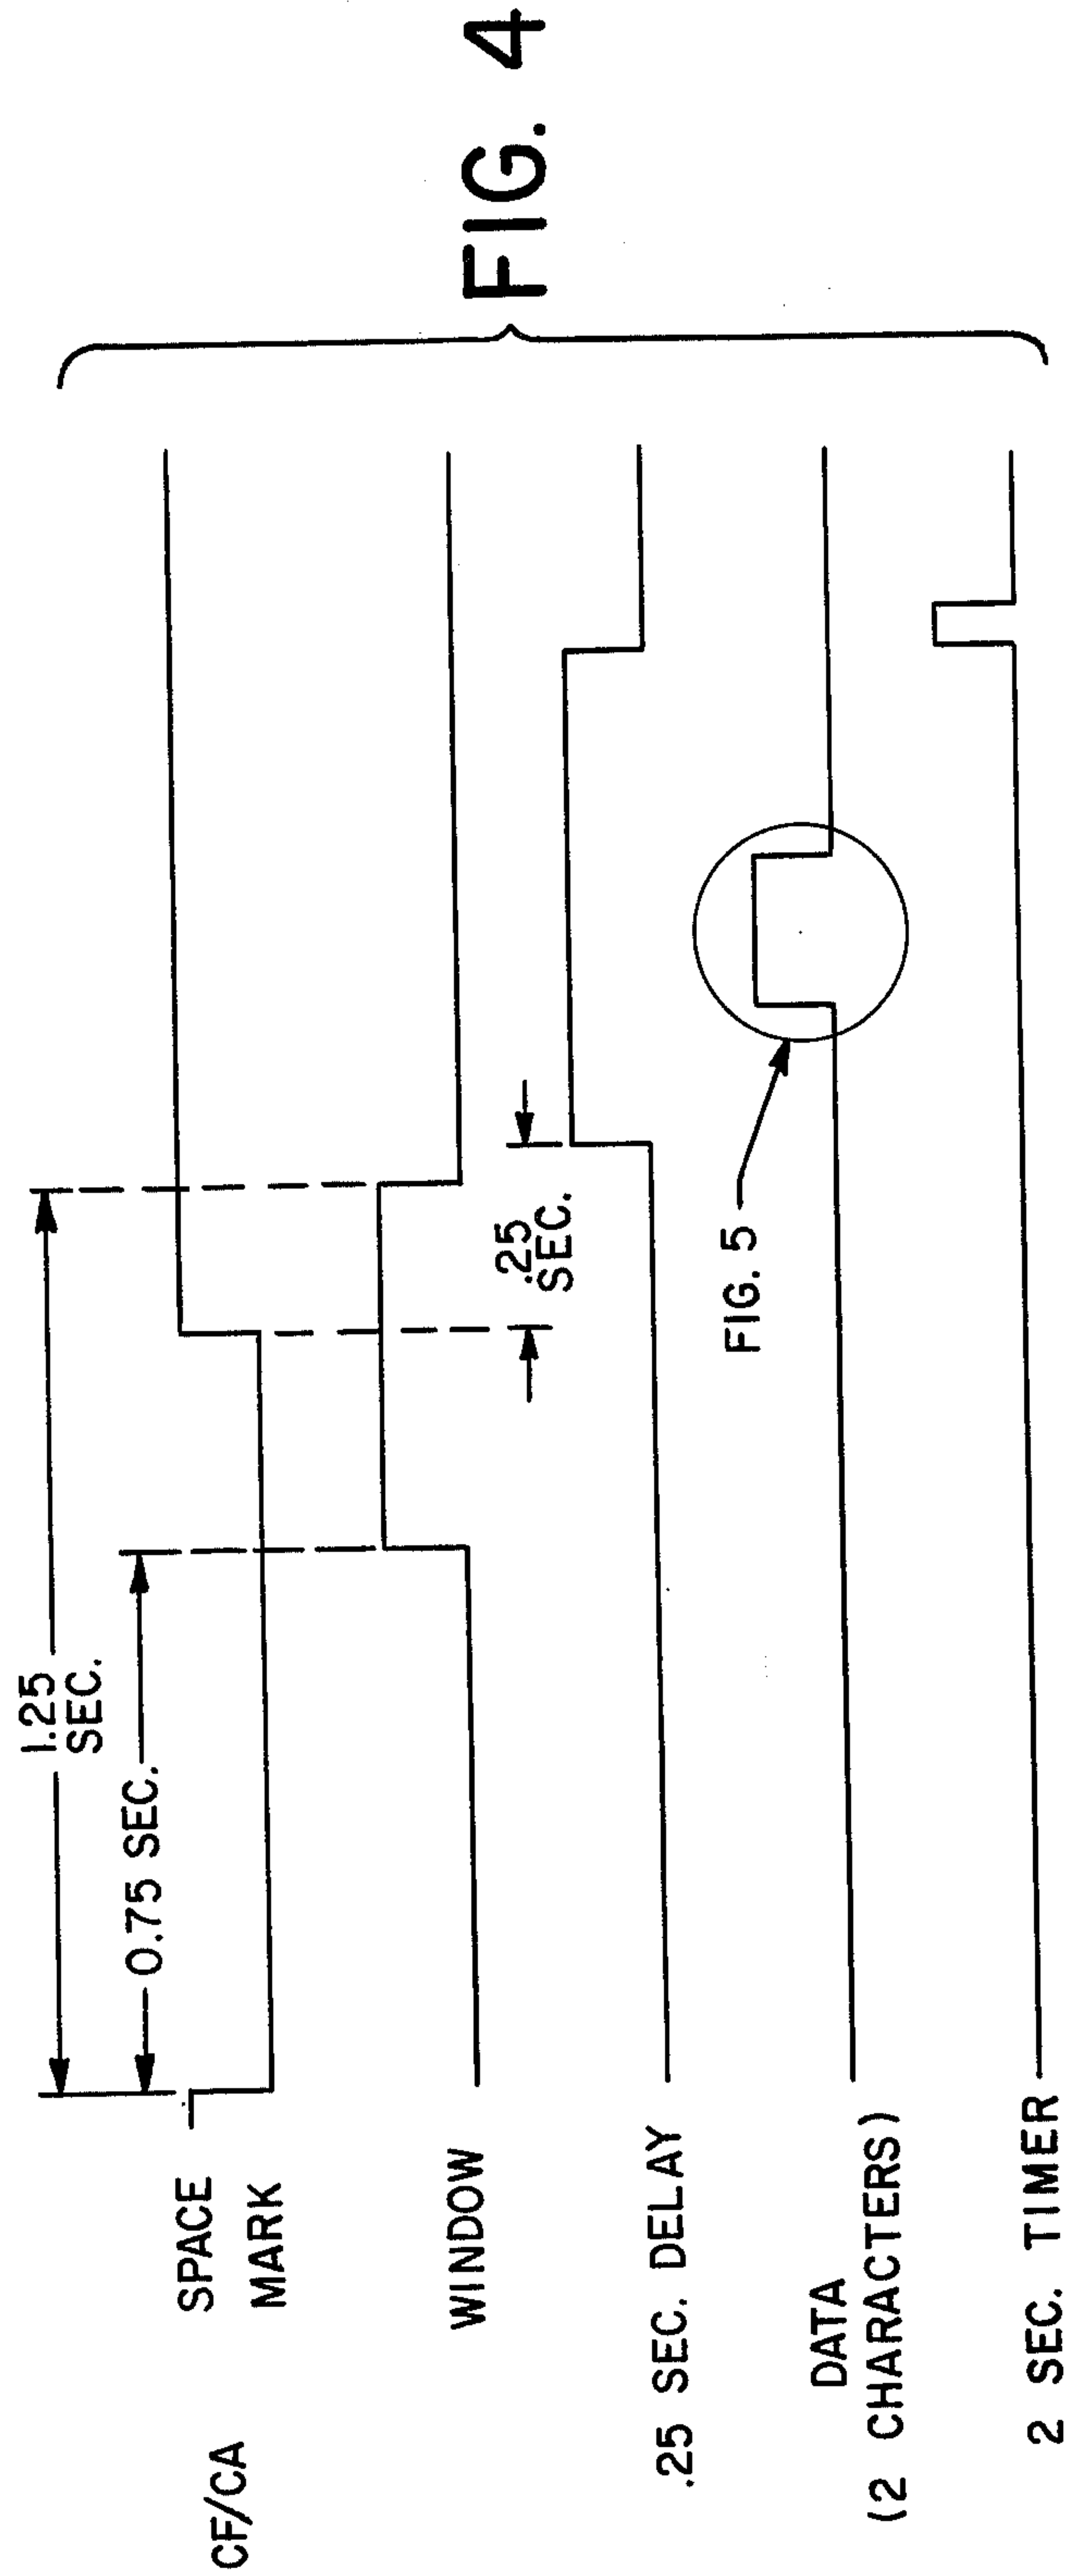 1.25
SEC.
0.75 SEC.
CF/CA
SPACE
MARK
WINDOW
.25
SEC.
.25 SEC. DELAY
FIG. 5
DATA
(2 CHARACTERS)
2 SEC. TIMER
FIG. 4